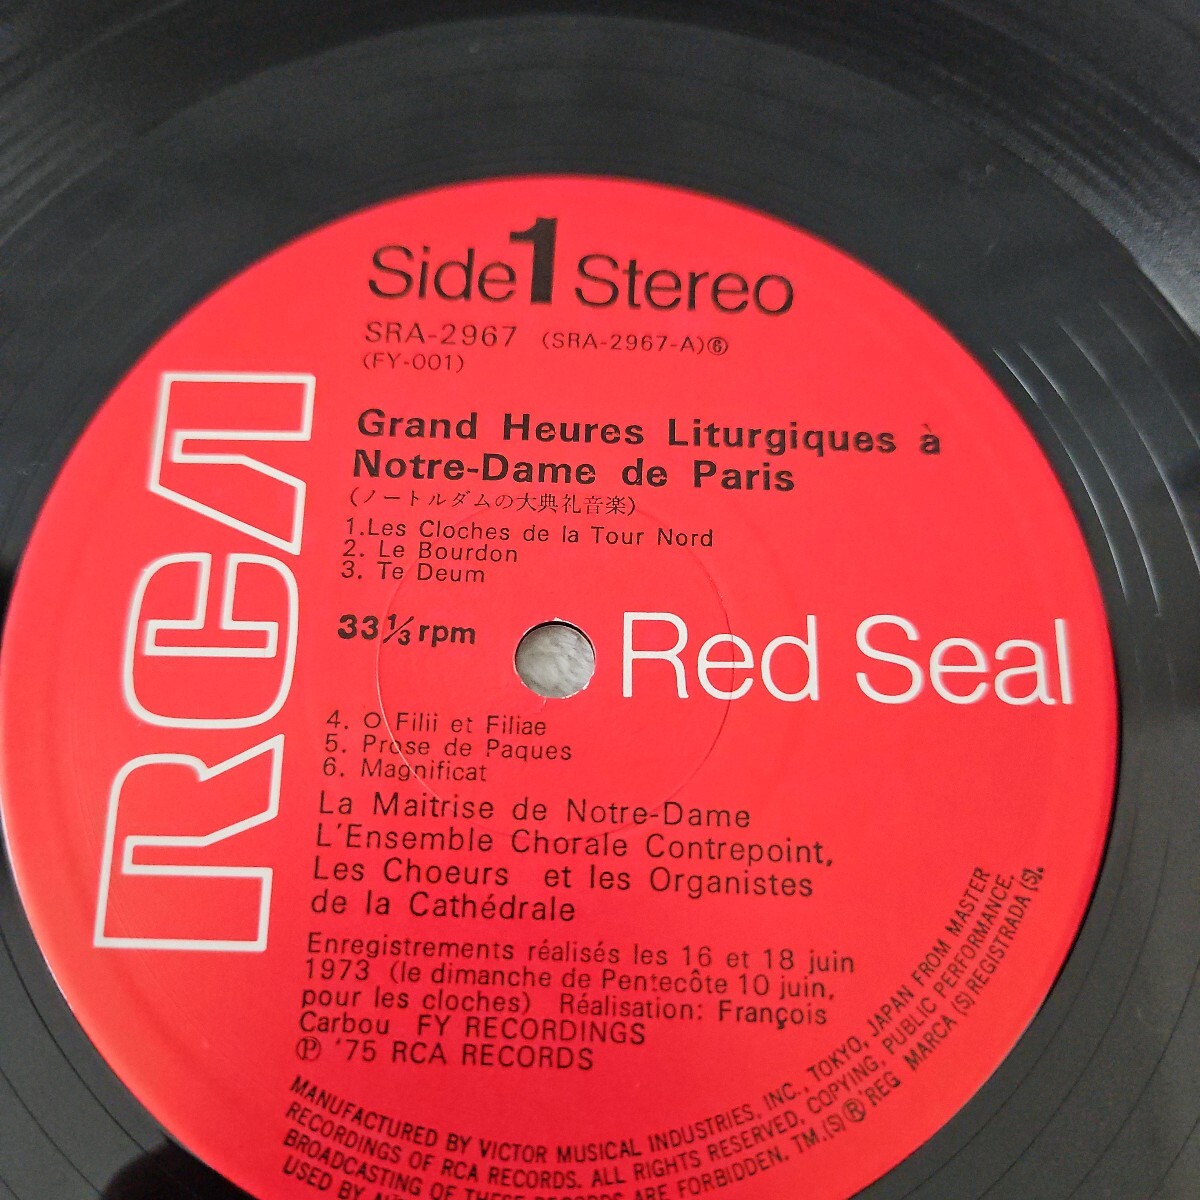 Side 1 Stereo
SRA-2967 (SRA-2967-A)⑥
(FY-001)
Grand Heures Liturgiques à
Notre-Dame de Paris
(ノートルダムの大典礼音楽)
1.Les Cloches de la Tour Nord
2. Le Bourdon
3. Te Deum
33 1/3 rpm
RCA
Red Seal
4. O Filii et Filiae
5. Prose de Paques
6. Magnificat
La Maitrise de Notre-Dame
L'Ensemble Chorale Contrepoint,
Les Choeurs et les Organistes
de la Cathédrale
Enregistrements réalisés les 16 et 18 juin
1973 (le dimanche de Pentecôte 10 juin,
pour les cloches) Réalisation: François
Carbou FY RECORDINGS
Ⓟ '75 RCA RECORDS
MANUFACTURED BY VICTOR MUSICAL INDUSTRIES, INC., TOKYO, JAPAN FROM MASTER
RECORDINGS OF RCA RECORDS. ALL RIGHTS RESERVED, COPYING, PUBLIC PERFORMANCE,
BROADCASTING OF THESE RECORDS ARE FORBIDDEN. TM.(S)® REG. MARCA (S) REGISTRADA (S).
USED BY